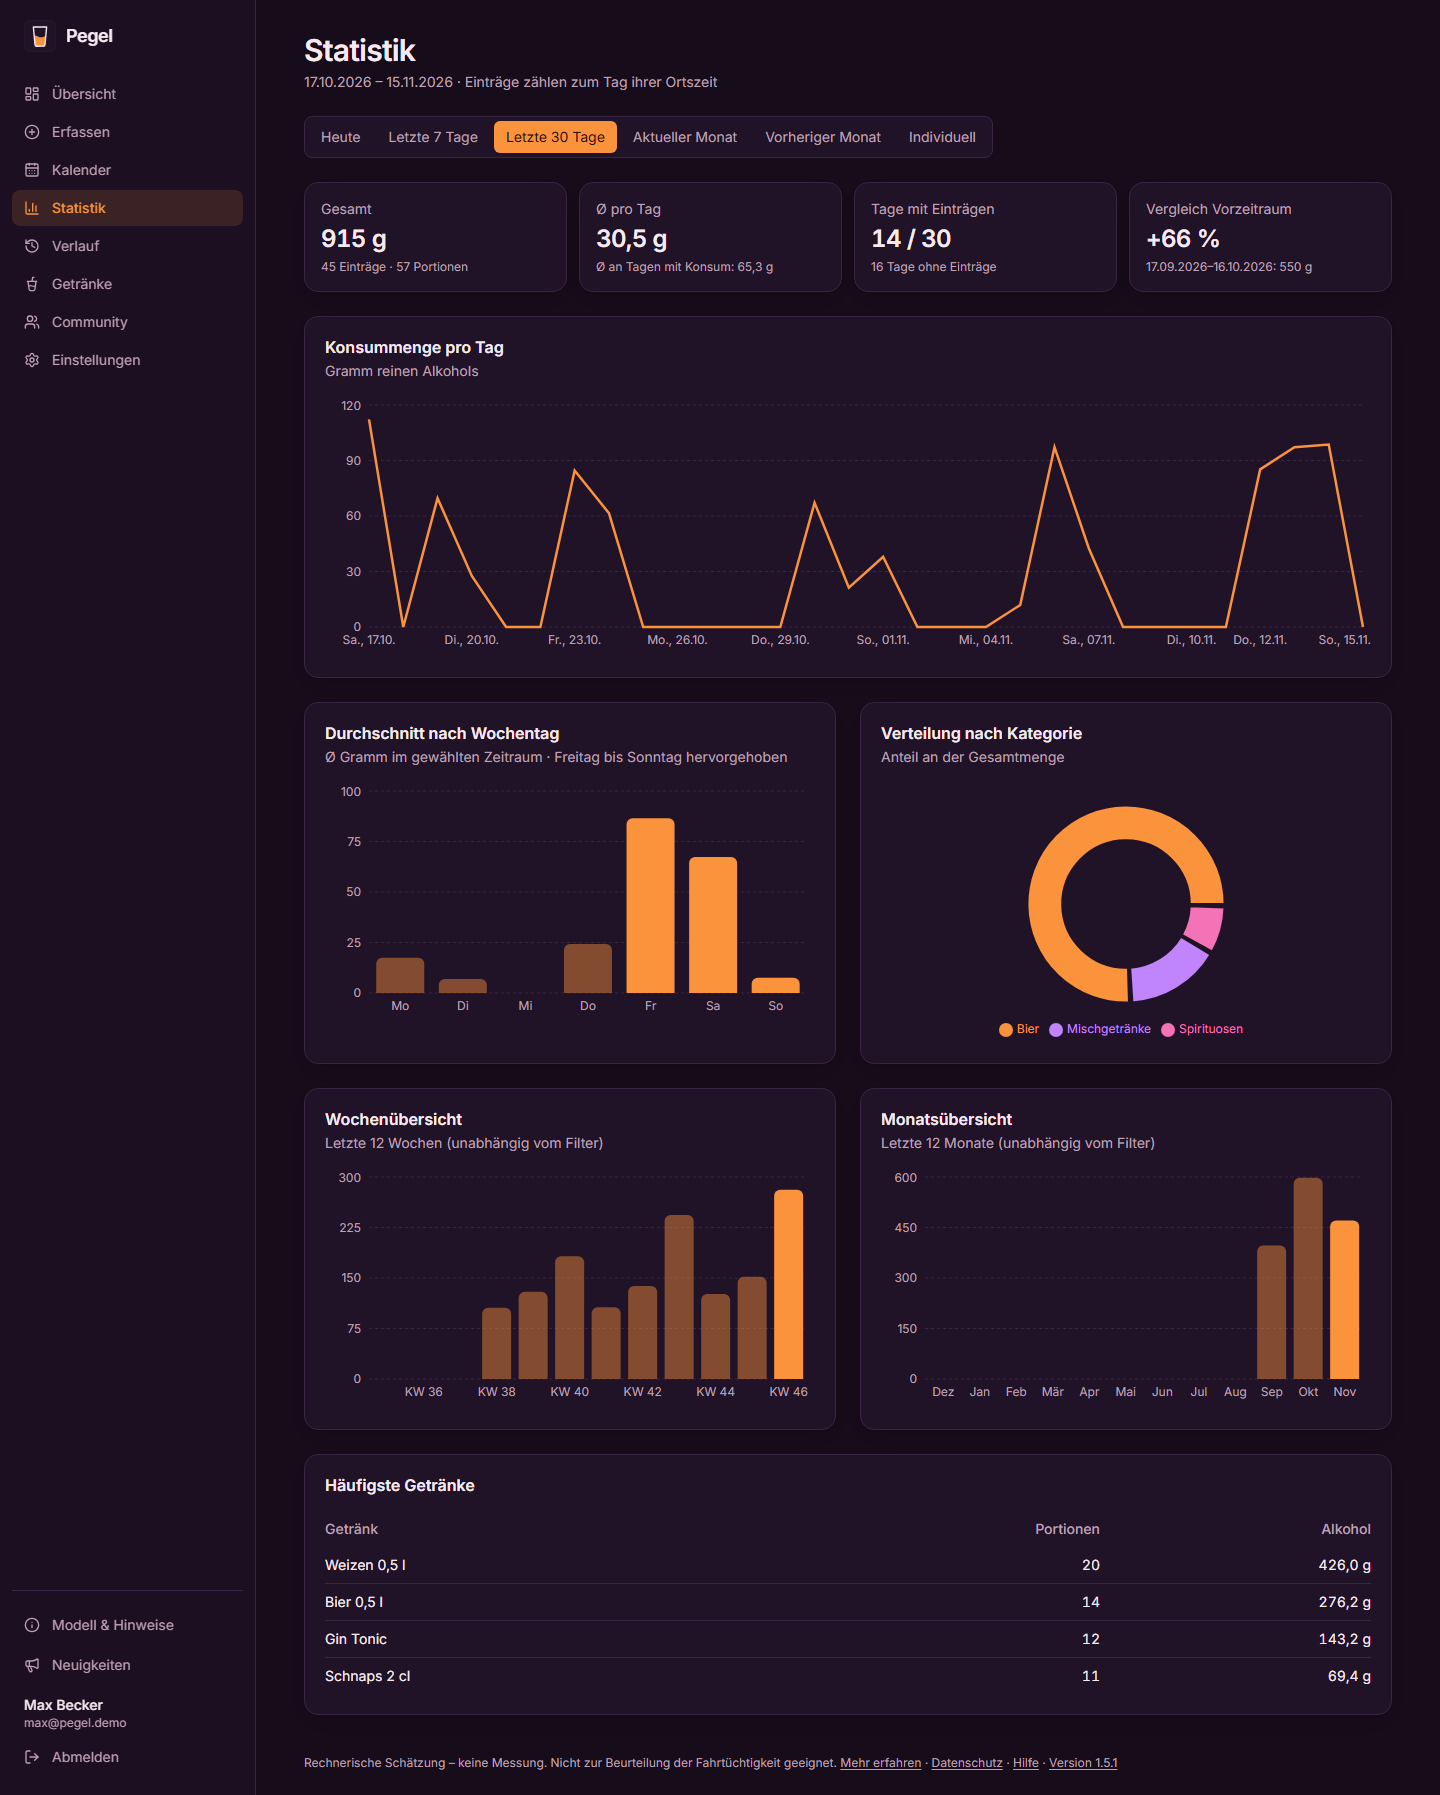 Pegel
Übersicht
Erfassen
Kalender
Statistik
Verlauf
Getränke
Community
Einstellungen
Modell & Hinweise
Neuigkeiten
Max Becker
max@pegel.demo
Abmelden
Statistik
17.10.2026 – 15.11.2026 · Einträge zählen zum Tag ihrer Ortszeit
Heute Letzte 7 Tage Letzte 30 Tage Aktueller Monat Vorheriger Monat Individuell
Gesamt
915 g
45 Einträge · 57 Portionen
Ø pro Tag
30,5 g
Ø an Tagen mit Konsum: 65,3 g
Tage mit Einträgen
14 / 30
16 Tage ohne Einträge
Vergleich Vorzeitraum
+66 %
17.09.2026–16.10.2026: 550 g
Konsummenge pro Tag
Gramm reinen Alkohols
120
90
60
30
0
Sa., 17.10. Di., 20.10. Fr., 23.10. Mo., 26.10. Do., 29.10. So., 01.11. Mi., 04.11. Sa., 07.11. Di., 10.11. Do., 12.11. So., 15.11.
Durchschnitt nach Wochentag
Ø Gramm im gewählten Zeitraum · Freitag bis Sonntag hervorgehoben
100
75
50
25
0
Mo Di Mi Do Fr Sa So
Verteilung nach Kategorie
Anteil an der Gesamtmenge
Bier Mischgetränke Spirituosen
Wochenübersicht
Letzte 12 Wochen (unabhängig vom Filter)
300
225
150
75
0
KW 36 KW 38 KW 40 KW 42 KW 44 KW 46
Monatsübersicht
Letzte 12 Monate (unabhängig vom Filter)
600
450
300
150
0
Dez Jan Feb Mär Apr Mai Jun Jul Aug Sep Okt Nov
Häufigste Getränke
Getränk Portionen Alkohol
Weizen 0,5 l 20 426,0 g
Bier 0,5 l 14 276,2 g
Gin Tonic 12 143,2 g
Schnaps 2 cl 11 69,4 g
Rechnerische Schätzung – keine Messung. Nicht zur Beurteilung der Fahrtüchtigkeit geeignet. Mehr erfahren · Datenschutz · Hilfe · Version 1.5.1